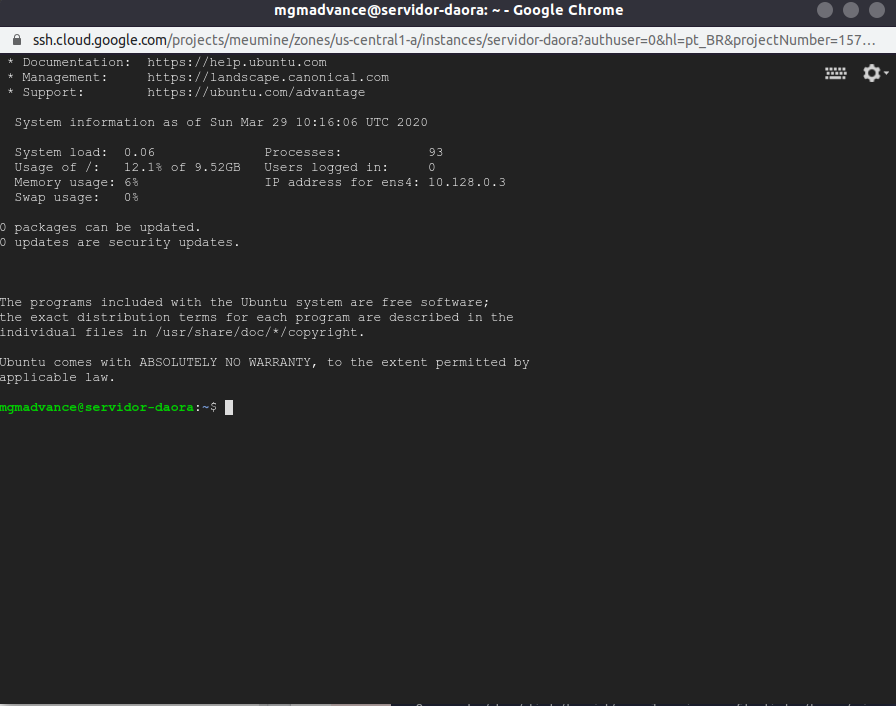 mgmadvance@servidor-daora: ~ - Google Chrome
ssh.cloud.google.com/projects/meumine/zones/us-central1-a/instances/servidor-daora?authuser=0&hl=pt_BR&projectNumber=157...
* Documentation: https://help.ubuntu.com
* Management: https://landscape.canonical.com
* Support: https://ubuntu.com/advantage
System information as of Sun Mar 29 10:16:06 UTC 2020
System load: 0.06 Processes: 93
Usage of /: 12.1% of 9.52GB Users logged in: 0
Memory usage: 6% IP address for ens4: 10.128.0.3
Swap usage: 0%
0 packages can be updated.
0 updates are security updates.
The programs included with the Ubuntu system are free software;
the exact distribution terms for each program are described in the
individual files in /usr/share/doc/*/copyright.
Ubuntu comes with ABSOLUTELY NO WARRANTY, to the extent permitted by
applicable law.
mgmadvance@servidor-daora:~$